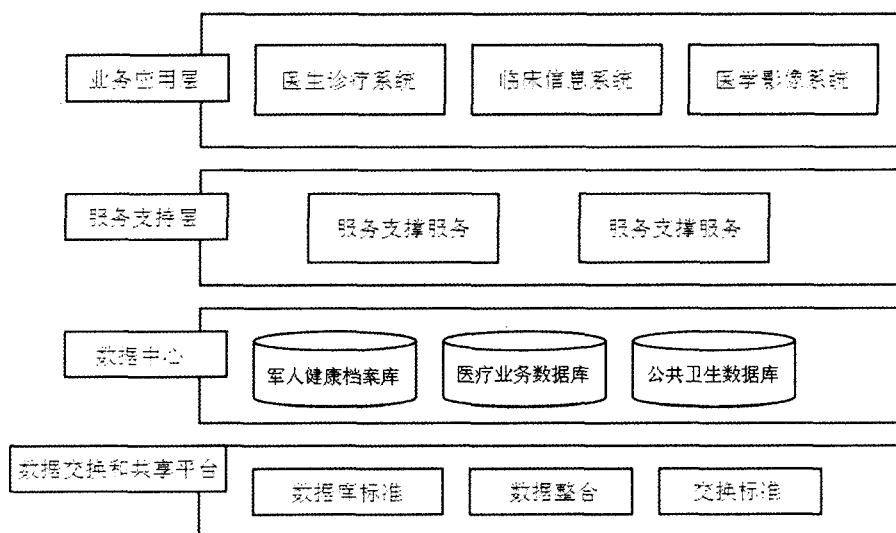 业务应用层
医生诊疗系统
临床信息系统
医学影像系统
服务支持层
服务支撑服务
服务支撑服务
数据中心
军人健康档案库
医疗业务数据库
公共卫生数据库
数据交换和共享平台
数据库标准
数据整合
交换标准